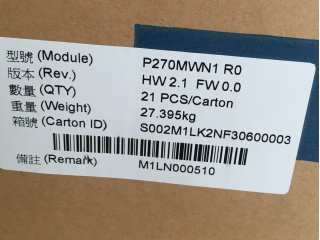 型號 (Module) P270MWN1 R0
版本 (Rev.) HW 2.1 FW 0.0
數量 (QTY) 21 PCS/Carton
重量 (Weight) 27.395kg
箱號 (Carton ID) S002M1LK2NF30600003
備註 (Remark) M1LN000510